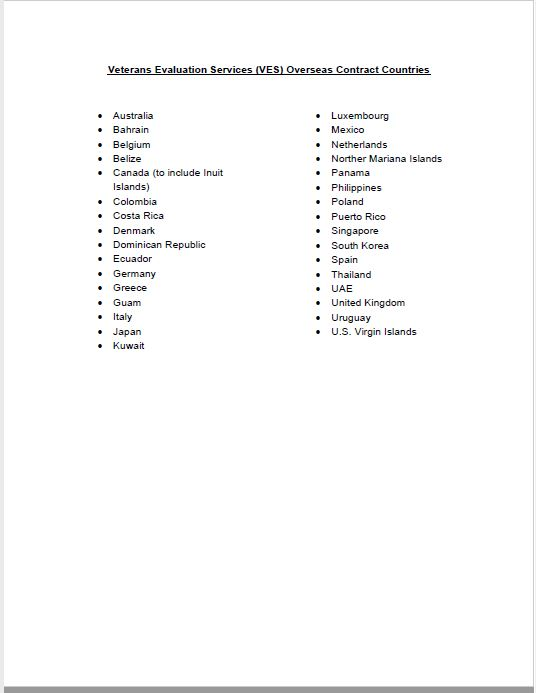 Veterans Evaluation Services (VES) Overseas Contract Countries
• Australia
• Bahrain
• Belgium
• Belize
• Canada (to include Inuit
Islands)
• Colombia
• Costa Rica
• Denmark
• Dominican Republic
• Ecuador
• Germany
• Greece
• Guam
• Italy
• Japan
• Kuwait
• Luxembourg
• Mexico
• Netherlands
• Norther Mariana Islands
• Panama
• Philippines
• Poland
• Puerto Rico
• Singapore
• South Korea
• Spain
• Thailand
• UAE
• United Kingdom
• Uruguay
• U.S. Virgin Islands